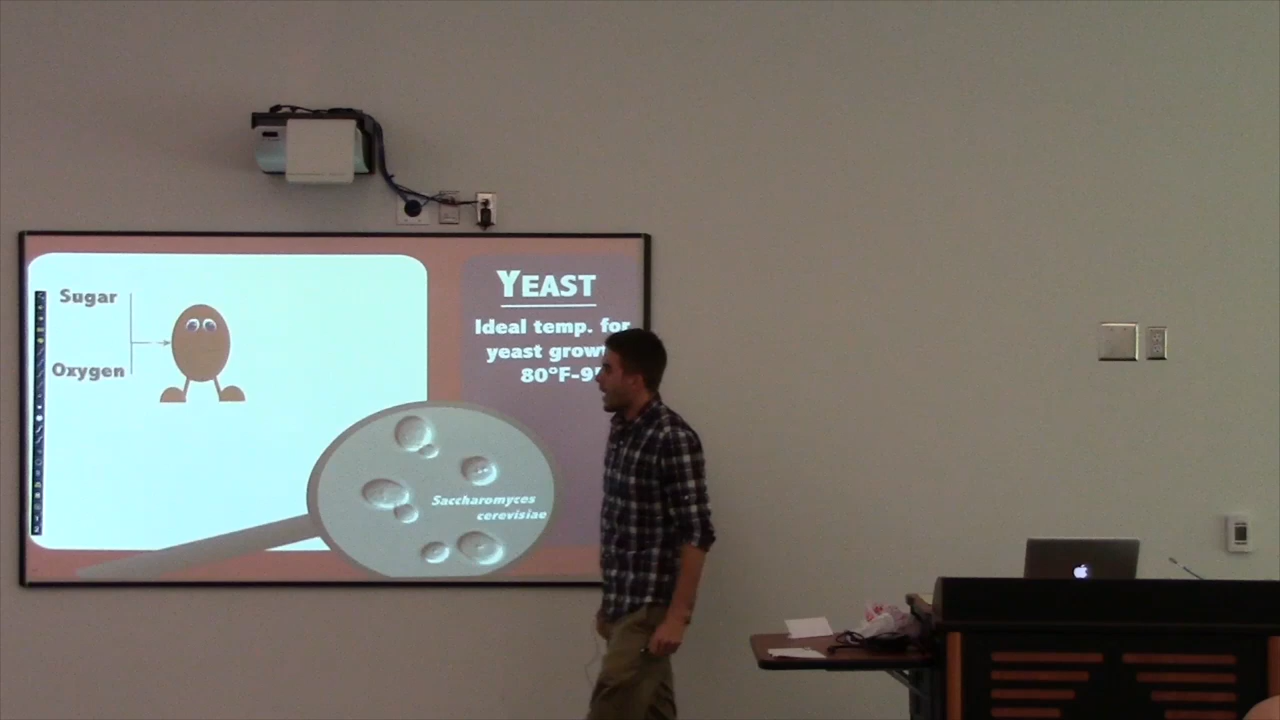 Sugar
Oxygen
YEAST
Ideal temp. for
yeast grow
80°F-9
Saccharomyces
cerevisiae